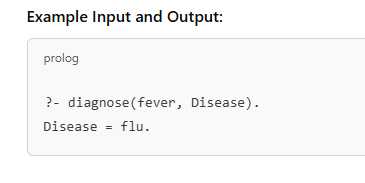 Example Input and Output:
prolog
?- diagnose(fever, Disease).
Disease = flu.